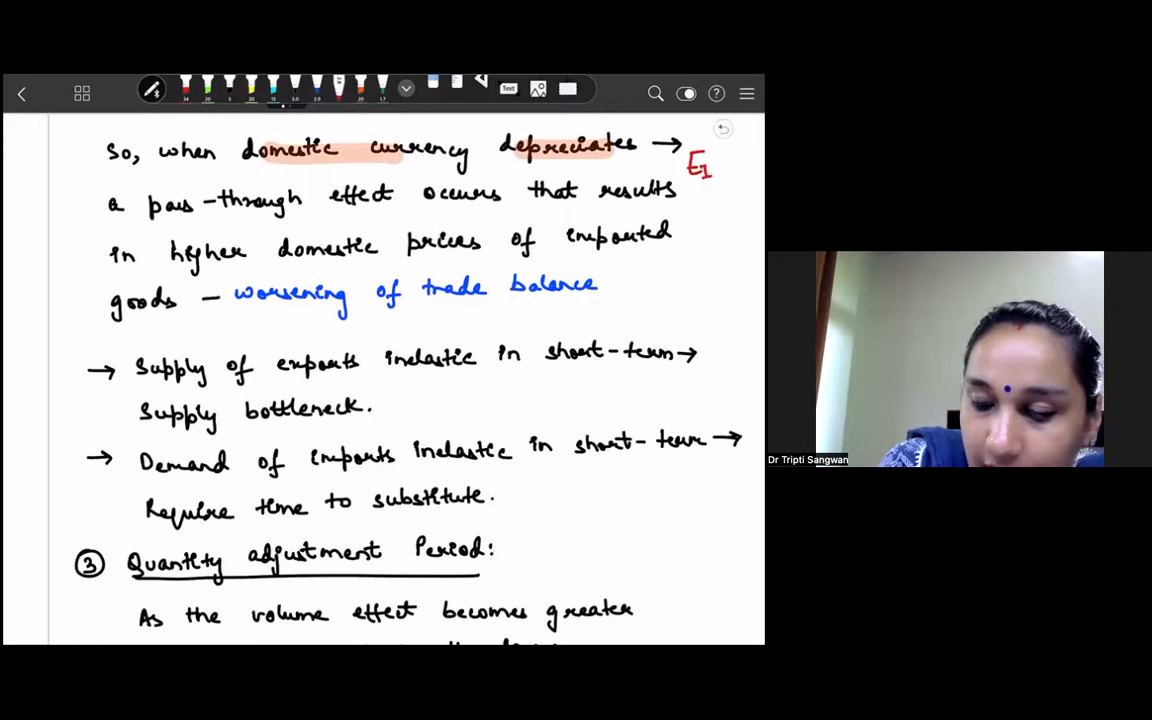 Text
So, when domestic currency depreciates →
E1
a pass-through effect occurs that results
in higher domestic prices of imported
goods – worsening of trade balance
→ Supply of exports inelastic in short-term →
Supply bottleneck.
→ Demand of imports inelastic in short-term →
Require time to substitute.
③ Quantity adjustment Period:
As the volume effect becomes greater
Dr Tripti Sangwan